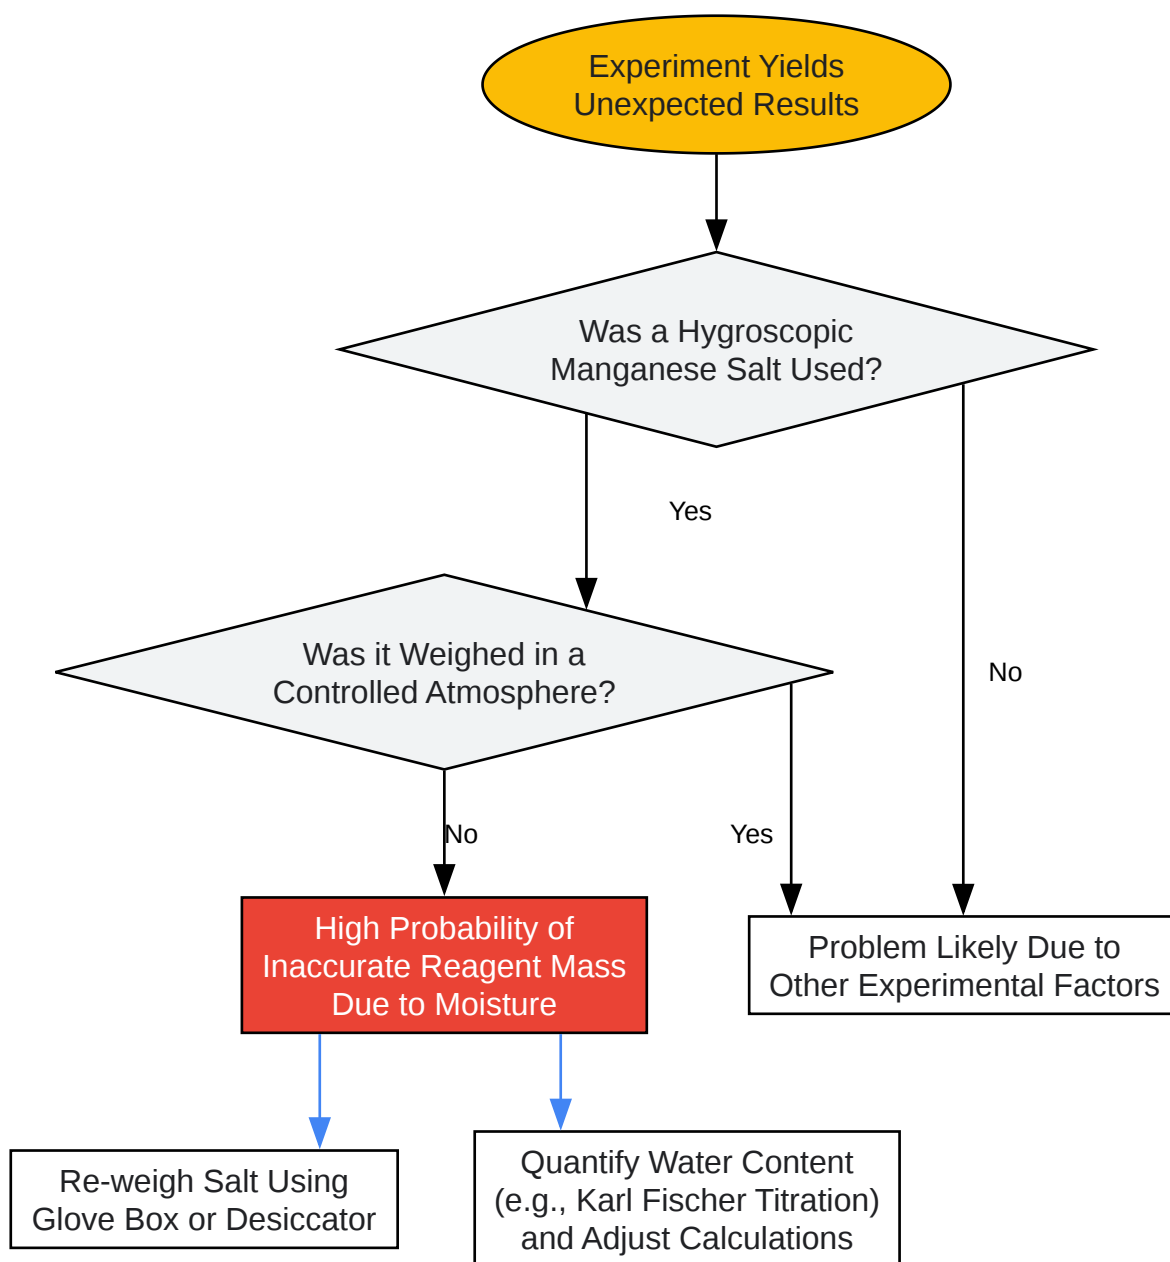 Experiment Yields
Unexpected Results
Was a Hygroscopic
Manganese Salt Used?
Yes
Was it Weighed in a
Controlled Atmosphere?
No
No
Yes
High Probability of
Inaccurate Reagent Mass
Due to Moisture
Problem Likely Due to
Other Experimental Factors
Re-weigh Salt Using
Glove Box or Desiccator
Quantify Water Content
(e.g., Karl Fischer Titration)
and Adjust Calculations